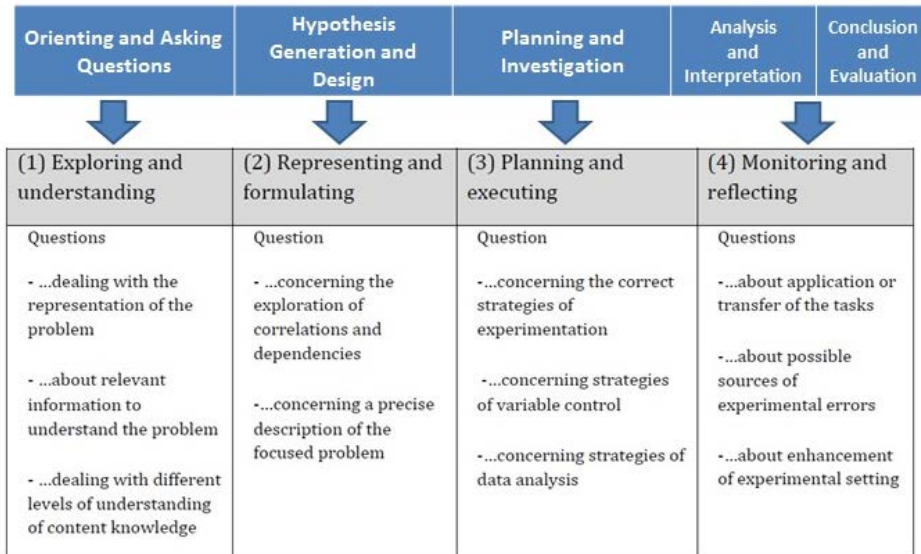 Orienting and Asking
Questions
Hypothesis
Generation and
Design
Planning and
Investigation
Analysis
and
Interpretation
Conclusion
and
Evaluation
(1) Exploring and
understanding
(2) Representing and
formulating
(3) Planning and
executing
(4) Monitoring and
reflecting
Questions
- ...dealing with the
representation of the
problem
- ...about relevant
information to
understand the problem
- ...dealing with different
levels of understanding
of content knowledge
Question
- ...concerning the
exploration of
correlations and
dependencies
-...concerning a precise
description of the
focused problem
Question
-...concerning the correct
strategies of
experimentation
-...concerning strategies
of variable control
-...concerning strategies of
data analysis
Questions
-...about application or
transfer of the tasks
-...about possible
sources of
experimental errors
-...about enhancement
of experimental setting